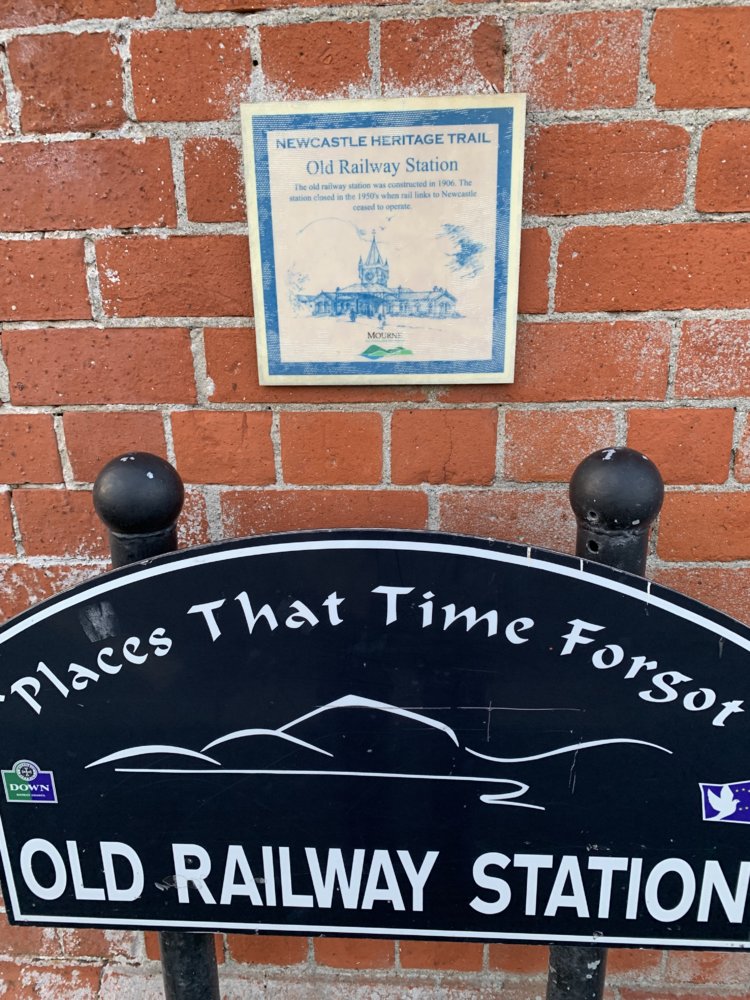 NEWCASTLE HERITAGE TRAIL
Old Railway Station
The old railway station was constructed in 1906. The
station closed in the 1950's when rail links to Newcastle
ceased to operate.
MOURNE
Places That Time Forgot
DOWN
OLD RAILWAY STATION